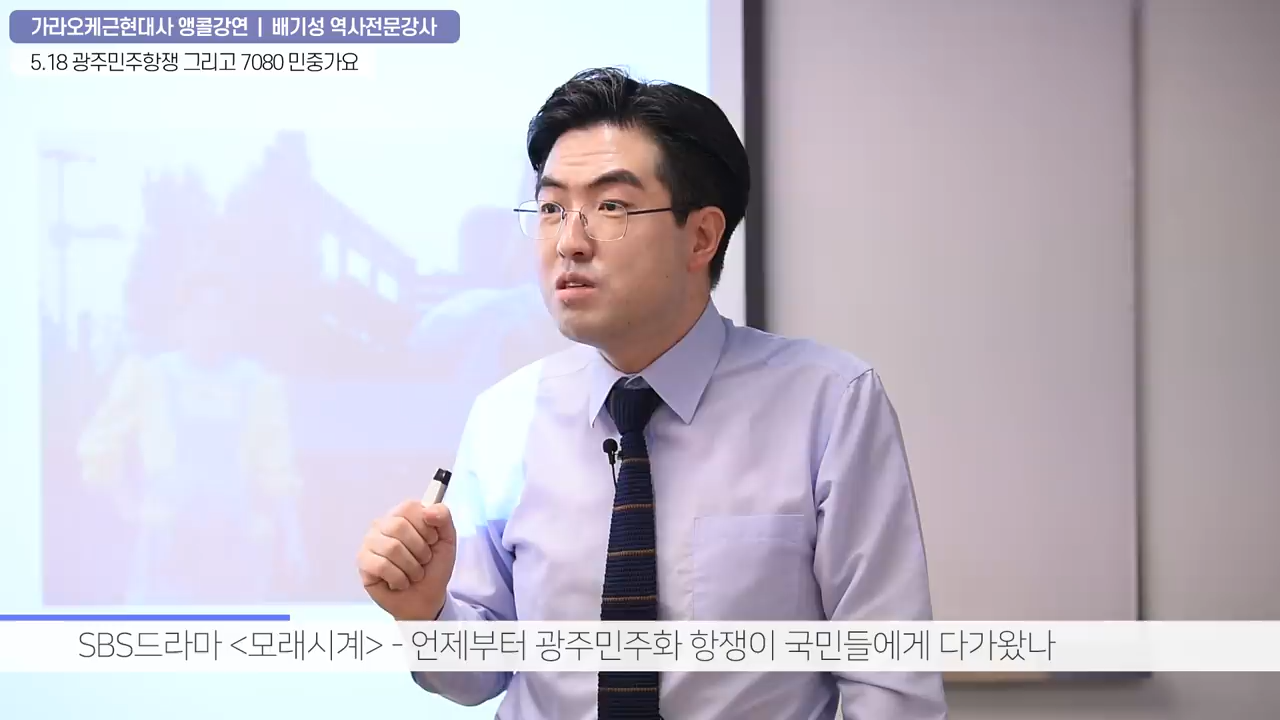 가라오케근현대사 앵콜강연 | 배기성 역사전문강사
5.18 광주민주항쟁 그리고 7080 민중가요
SBS드라마 <모래시계> - 언제부터 광주민주화 항쟁이 국민들에게 다가왔나